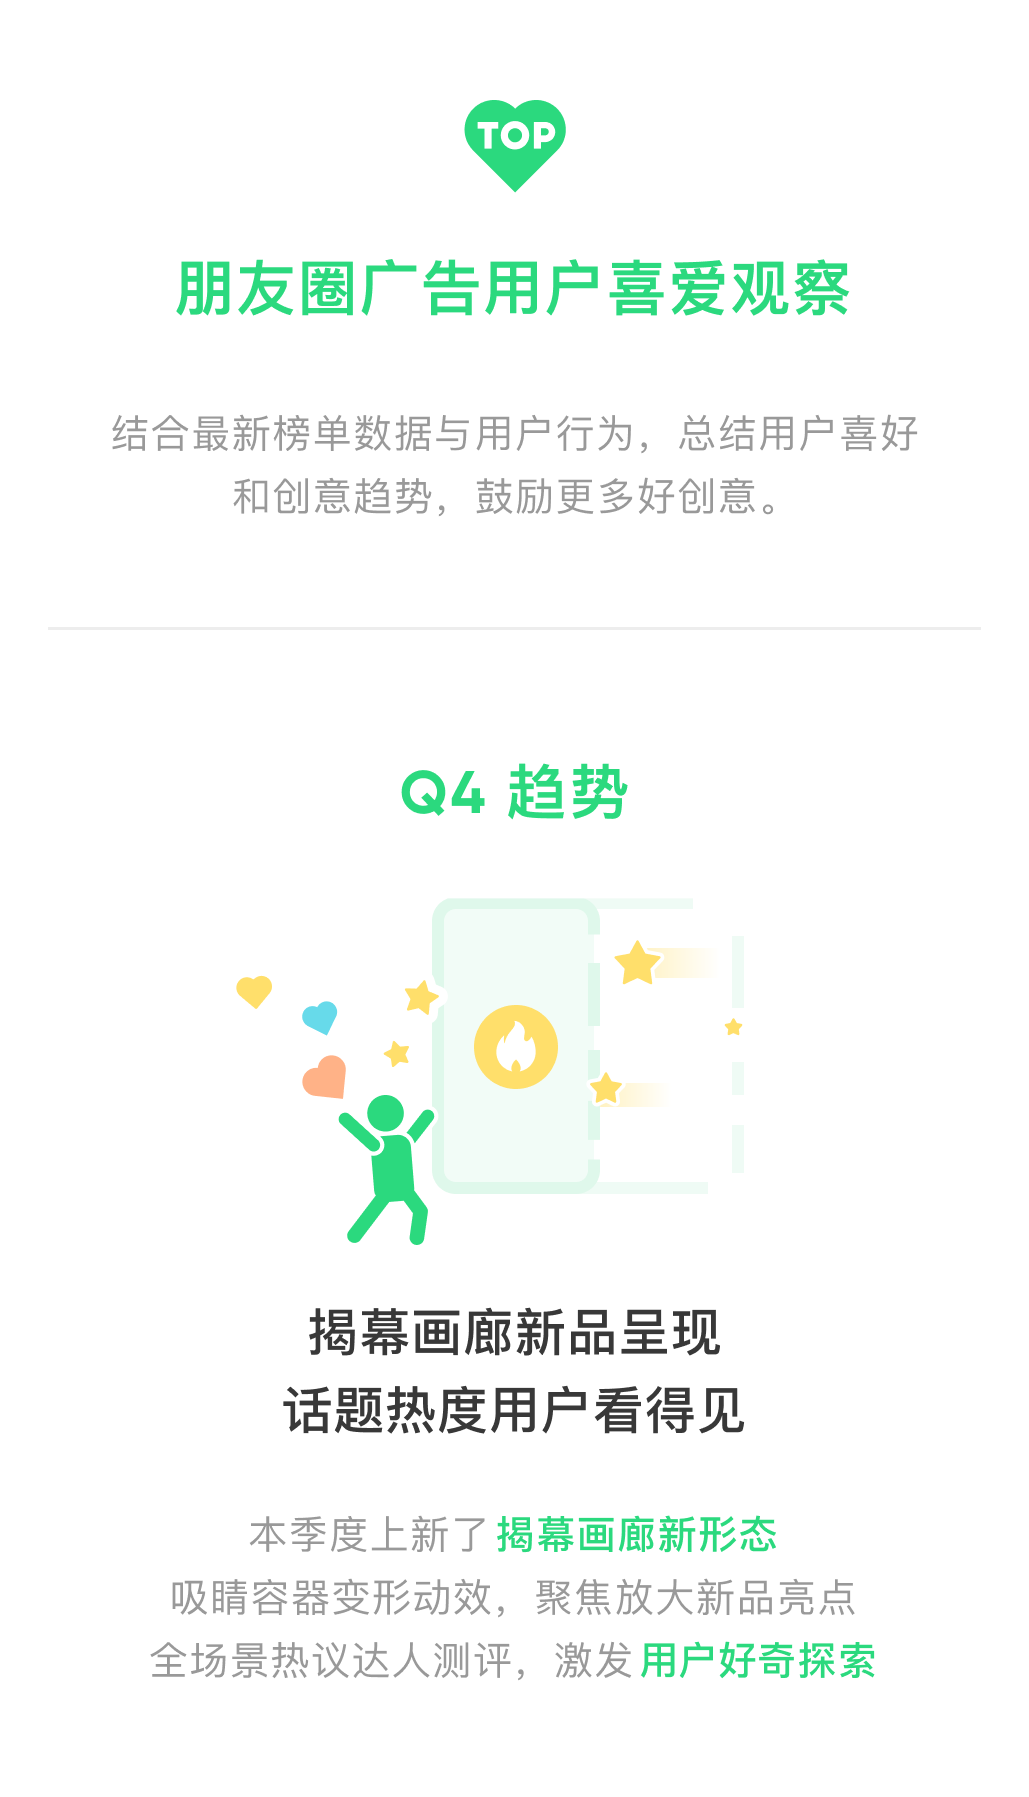 TOP
朋友圈广告用户喜爱观察
结合最新榜单数据与用户行为，总结用户喜好
和创意趋势，鼓励更多好创意。
Q4 趋势
揭幕画廊新品呈现
话题热度用户看得见
本季度上新了揭幕画廊新形态
吸睛容器变形动效，聚焦放大新品亮点
全场景热议达人测评，激发用户好奇探索